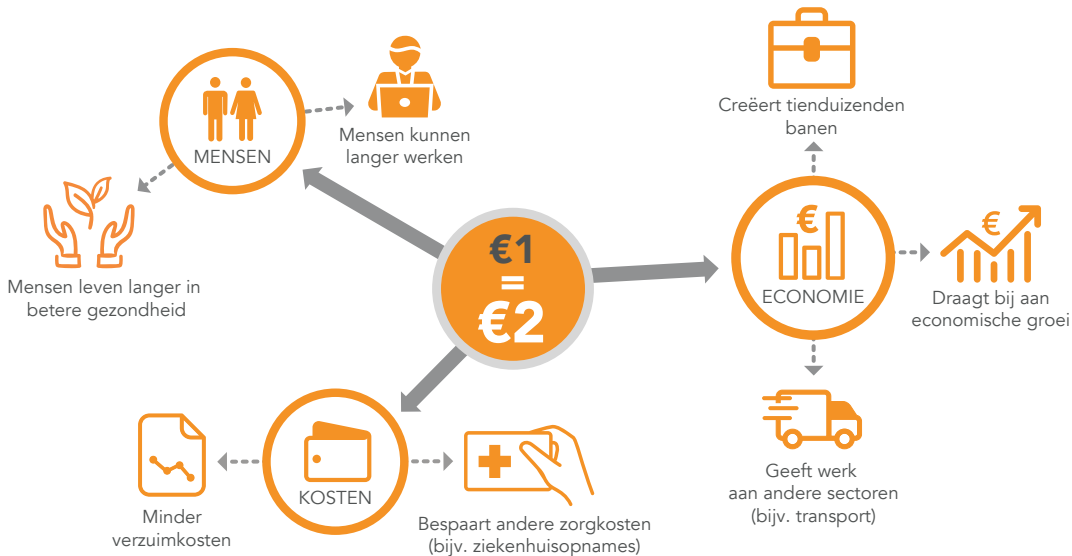 MENSEN
Mensen kunnen
langer werken
Mensen leven langer in
betere gezondheid
€1
=
€2
Creëert tienduizenden
banen
€
ECONOMIE
€
Draagt bij aan
economische groei
Geeft werk
aan andere sectoren
(bijv. transport)
KOSTEN
Minder
verzuimkosten
Bespaart andere zorgkosten
(bijv. ziekenhuisopnames)